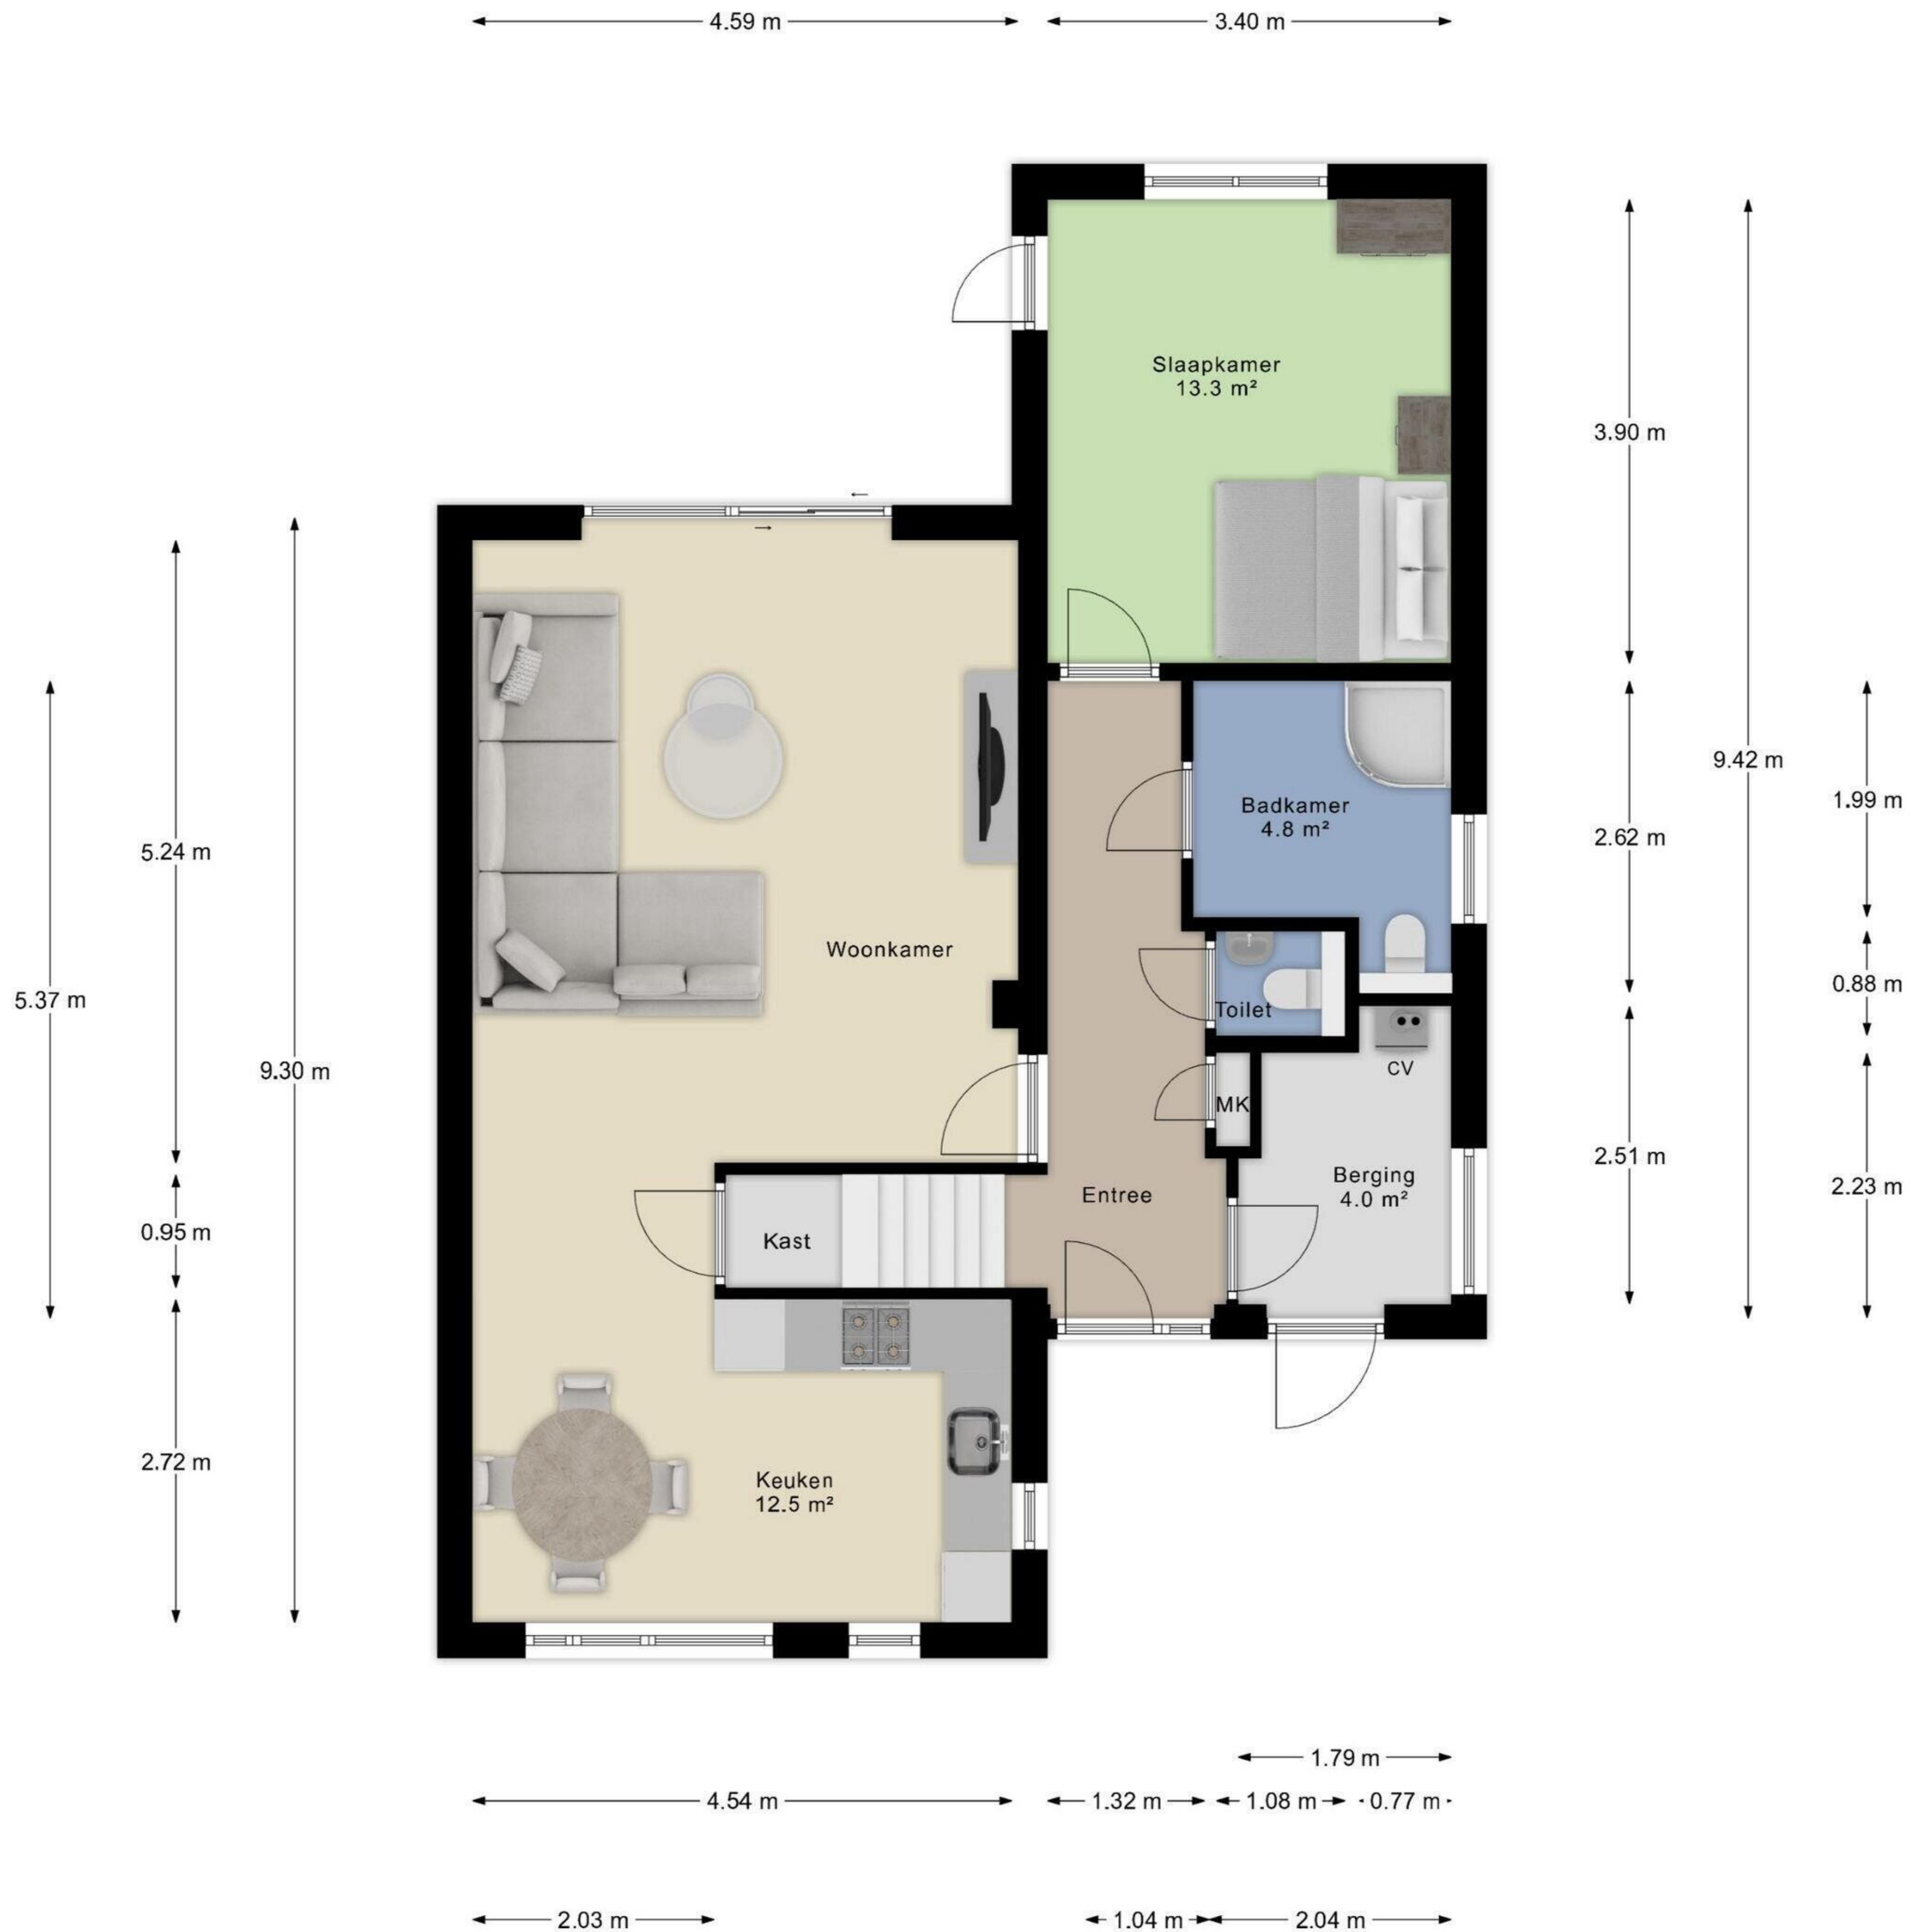 4.59 m
3.40 m
Slaapkamer
13.3 m²
3.90 m
9.42 m
Badkamer
4.8 m²
1.99 m
2.62 m
5.24 m
Woonkamer
5.37 m
0.88 m
Toilet
9.30 m
CV
MK
2.51 m
Berging
4.0 m²
2.23 m
Entree
0.95 m
Kast
2.72 m
Keuken
12.5 m²
1.79 m
4.54 m
1.32 m
1.08 m
0.77 m
2.03 m
1.04 m
2.04 m